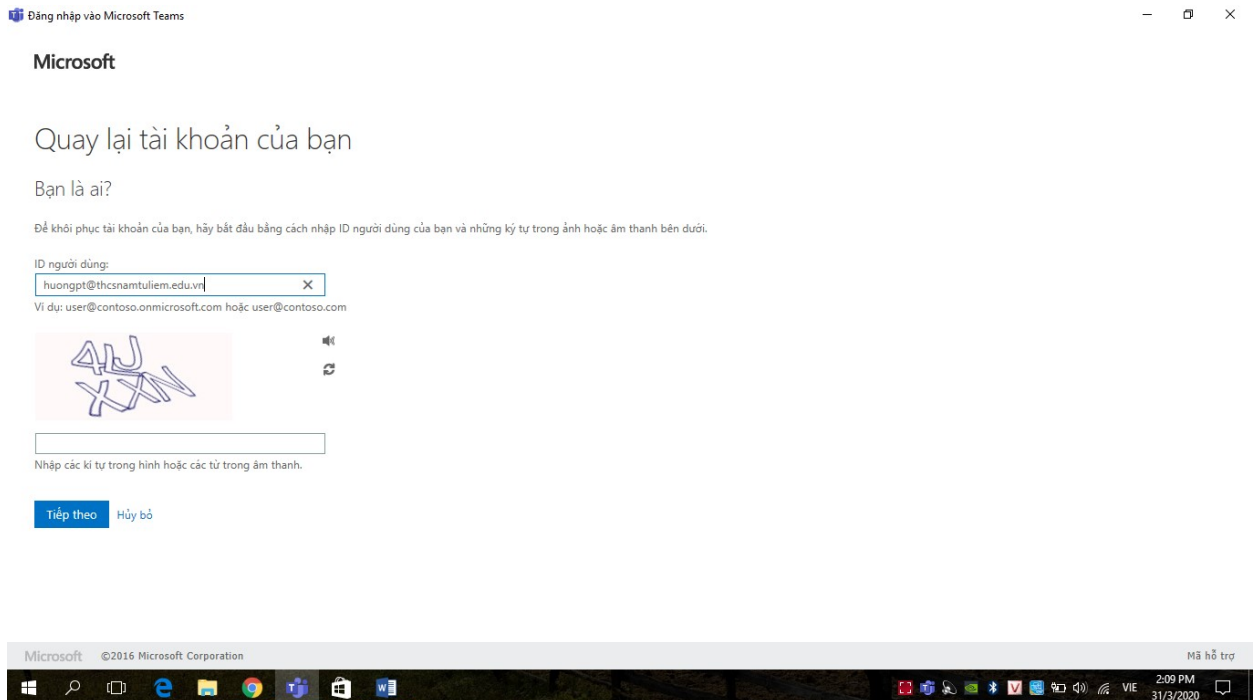 Đăng nhập vào Microsoft Teams
Microsoft
Quay lại tài khoản của bạn
Bạn là ai?
Để khôi phục tài khoản của bạn, hãy bắt đầu bằng cách nhập ID người dùng của bạn và những ký tự trong ảnh hoặc âm thanh bên dưới.
ID người dùng:
huongpt@thcsnamtuliem.edu.vn
Ví dụ: user@contoso.onmicrosoft.com hoặc user@contoso.com
Nhập các kí tự trong hình hoặc các từ trong âm thanh.
Tiếp theo Hủy bỏ
Microsoft ©2016 Microsoft Corporation Mã hỗ trợ
VIE 2:09 PM
31/3/2020